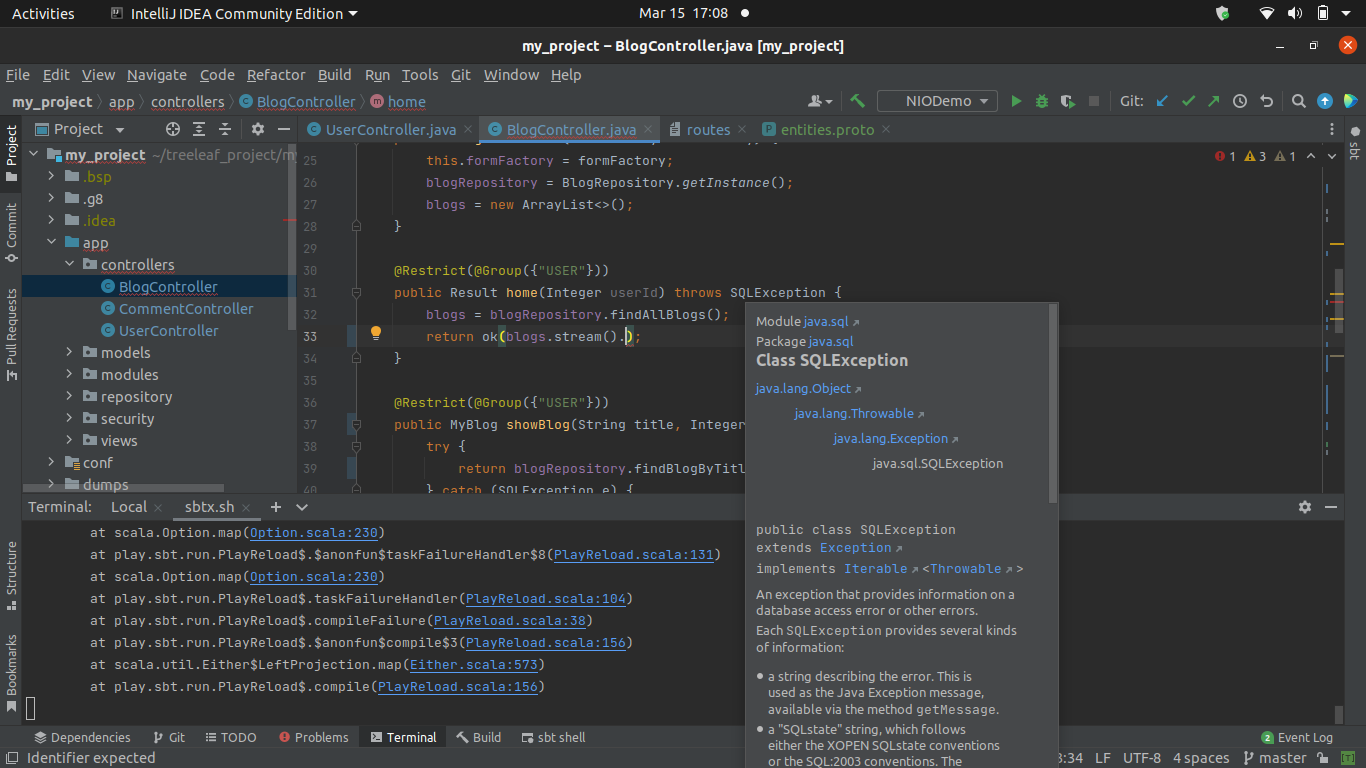 Activities IntelliJ IDEA Community Edition Mar 15 17:08
my_project – BlogController.java [my_project]
File Edit View Navigate Code Refactor Build Run Tools Git Window Help
my_project app controllers BlogController home NIODemo Git:
Project UserController.java BlogController.java routes entities.proto
my_project ~/treeleaf_project/my
.bsp
.g8
.idea
app
controllers
BlogController
CommentController
UserController
models
modules
repository
security
views
conf
dumps
Project
Commit
Pull Requests
Structure
Bookmarks
sbt
1 3 1
25 this.formFactory = formFactory;
26 blogRepository = BlogRepository.getInstance();
27 blogs = new ArrayList<>();
28 }
29
30 @Restrict(@Group({"USER"}))
31 public Result home(Integer userId) throws SQLException {
32 blogs = blogRepository.findAllBlogs();
33 return ok(blogs.stream().);
34 }
35
36 @Restrict(@Group({"USER"}))
37 public MyBlog showBlog(String title, Integer
38 try {
39 return blogRepository.findBlogByTitl
40 } catch (SQLException e) {
Module java.sql
Package java.sql
Class SQLException
java.lang.Object
java.lang.Throwable
java.lang.Exception
java.sql.SQLException
public class SQLException
extends Exception
implements Iterable <Throwable >
An exception that provides information on a
database access error or other errors.
Each SQLException provides several kinds
of information:
a string describing the error. This is
used as the Java Exception message,
available via the method getMessage.
a "SQLstate" string, which follows
either the XOPEN SQLstate conventions
or the SQL:2003 conventions. The
Terminal: Local sbtx.sh
at scala.Option.map(Option.scala:230)
at play.sbt.run.PlayReload$.$anonfun$taskFailureHandler$8(PlayReload.scala:131)
at scala.Option.map(Option.scala:230)
at play.sbt.run.PlayReload$.taskFailureHandler(PlayReload.scala:104)
at play.sbt.run.PlayReload$.compileFailure(PlayReload.scala:38)
at play.sbt.run.PlayReload$.$anonfun$compile$3(PlayReload.scala:156)
at scala.util.Either$LeftProjection.map(Either.scala:573)
at play.sbt.run.PlayReload$.compile(PlayReload.scala:156)
Dependencies Git TODO Problems Terminal Build sbt shell 2 Event Log
Identifier expected 3:34 LF UTF-8 4 spaces master